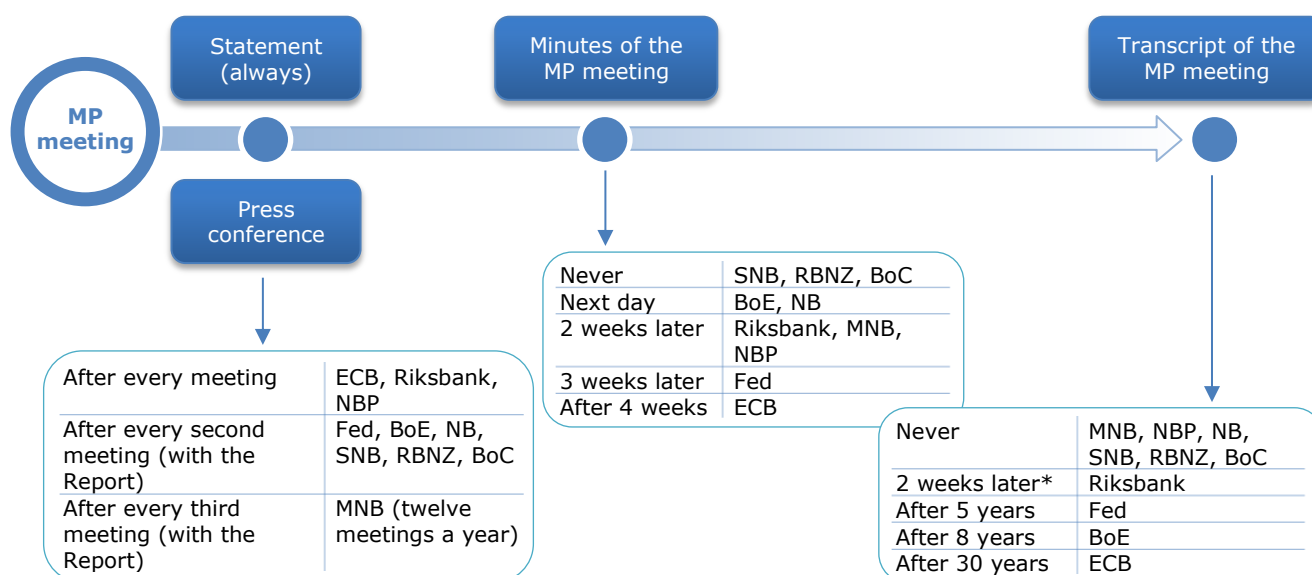 Statement
(always)
Minutes of the
MP meeting
Transcript of the
MP meeting
MP
meeting
Press
conference
After every meeting
ECB, Riksbank,
NBP
After every second
meeting (with the
Report)
Fed, BoE, NB,
SNB, RBNZ, BoC
After every third
meeting (with the
Report)
MNB (twelve
meetings a year)
Never
SNB, RBNZ, BoC
Next day
BoE, NB
2 weeks later
Riksbank, MNB,
NBP
3 weeks later
Fed
After 4 weeks
ECB
Never
MNB, NBP, NB,
SNB, RBNZ, BoC
2 weeks later*
Riksbank
After 5 years
Fed
After 8 years
BoE
After 30 years
ECB